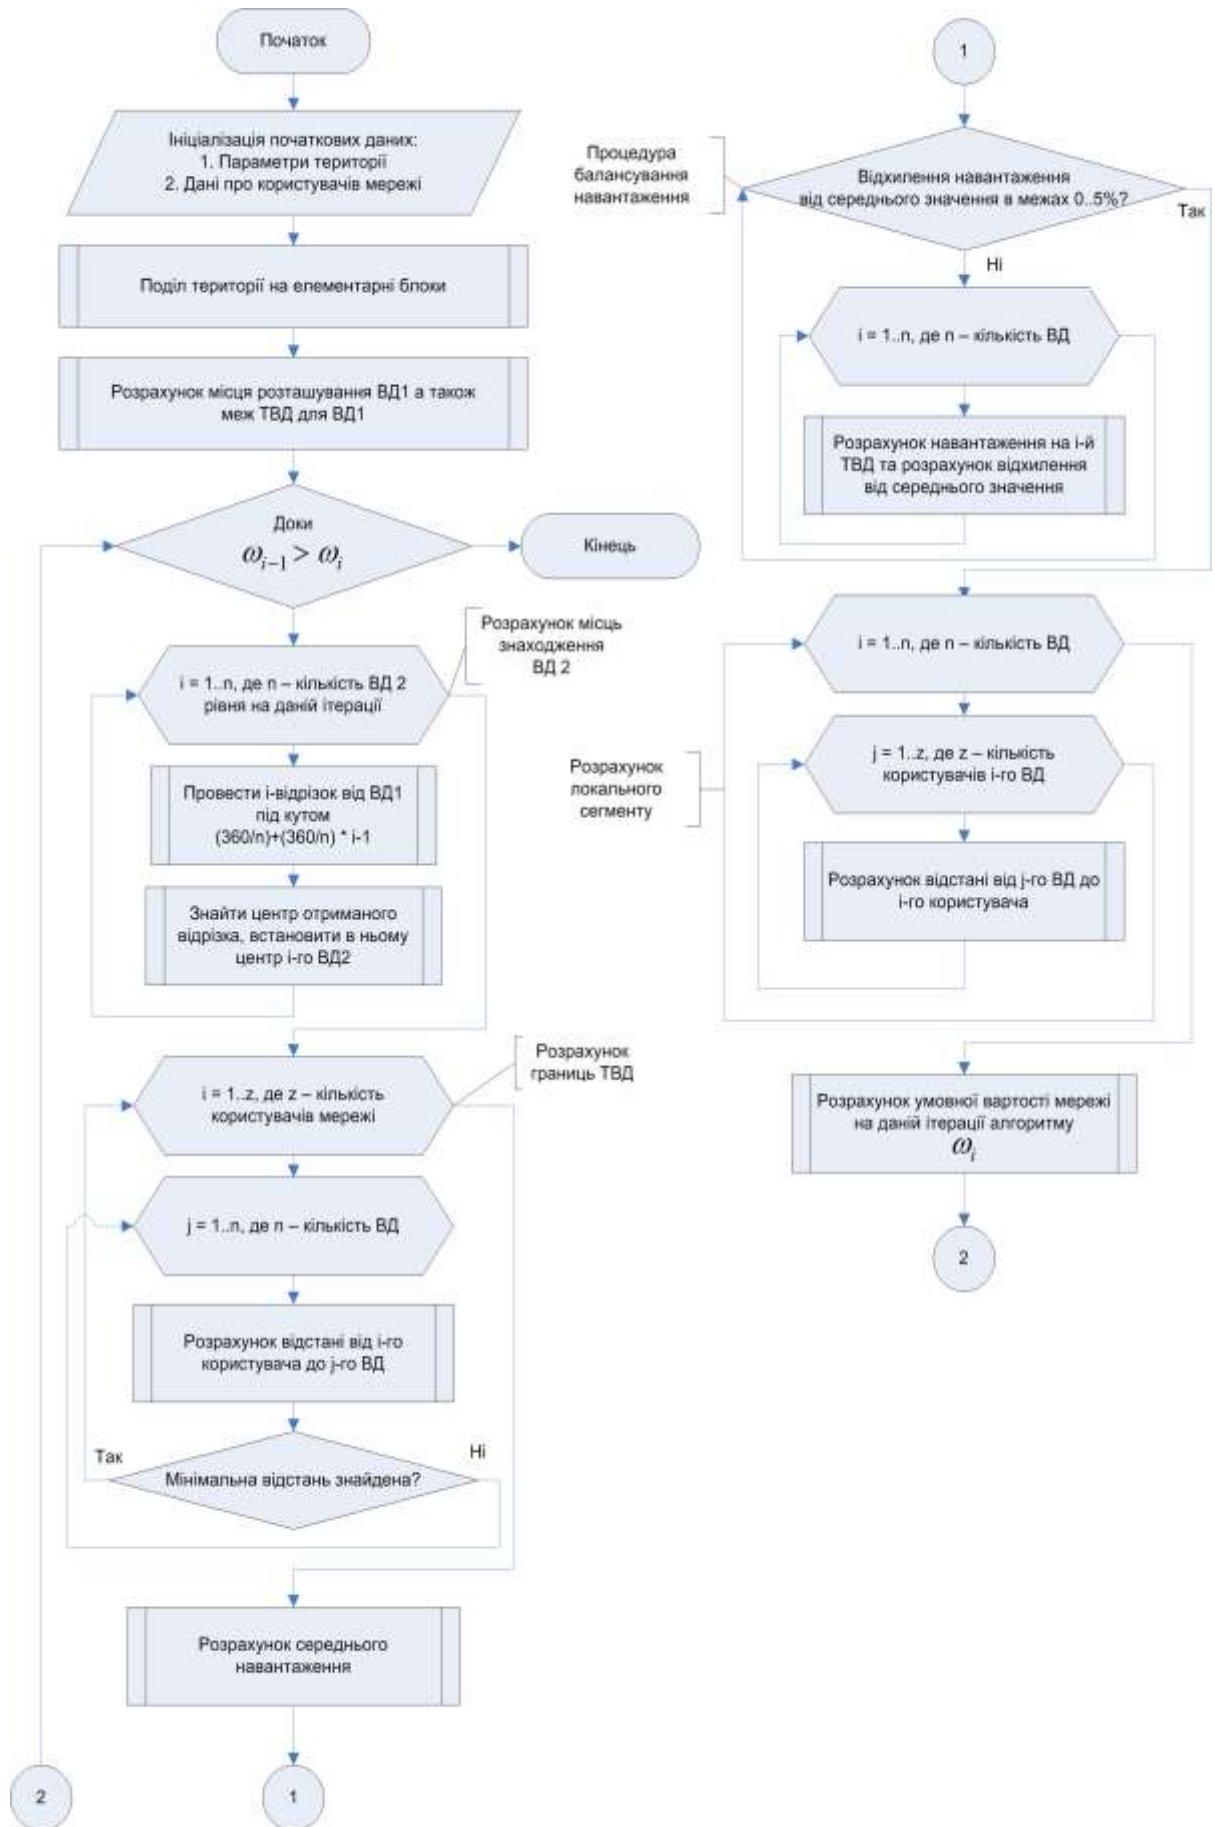 Початок
Ініціалізація початкових даних:
1. Параметри території
2. Дані про користувачів мережі
Поділ території на елементарні блоки
Розрахунок місця розташування ВД1 а також
меж ТВД для ВД1
Доки
ω_{i−1} > ω_i
Кінець
Розрахунок місць
знаходження
ВД 2
i = 1..n, де n – кількість ВД 2
рівня на даній ітерації
Провести i-відрізок від ВД1
під кутом
(360/n)+(360/n) * i-1
Знайти центр отриманого
відрізка, встановити в ньому
центр i-го ВД2
Розрахунок
границь ТВД
i = 1..z, де z – кількість
користувачів мережі
j = 1..n, де n – кількість ВД
Розрахунок відстані від i-го
користувача до j-го ВД
Так
Ні
Мінімальна відстань знайдена?
Розрахунок середнього
навантаження
2
1
1
Процедура
балансування
навантаження
Відхилення навантаження
від середнього значення в межах 0..5%?
Так
Ні
i = 1..n, де n – кількість ВД
Розрахунок навантаження на i-й
ТВД та розрахунок відхилення
від середнього значення
i = 1..n, де n – кількість ВД
Розрахунок
локального
сегменту
j = 1..z, де z – кількість
користувачів i-го ВД
Розрахунок відстані від j-го ВД до
i-го користувача
Розрахунок умовної вартості мережі
на даній ітерації алгоритму
ω_i
2